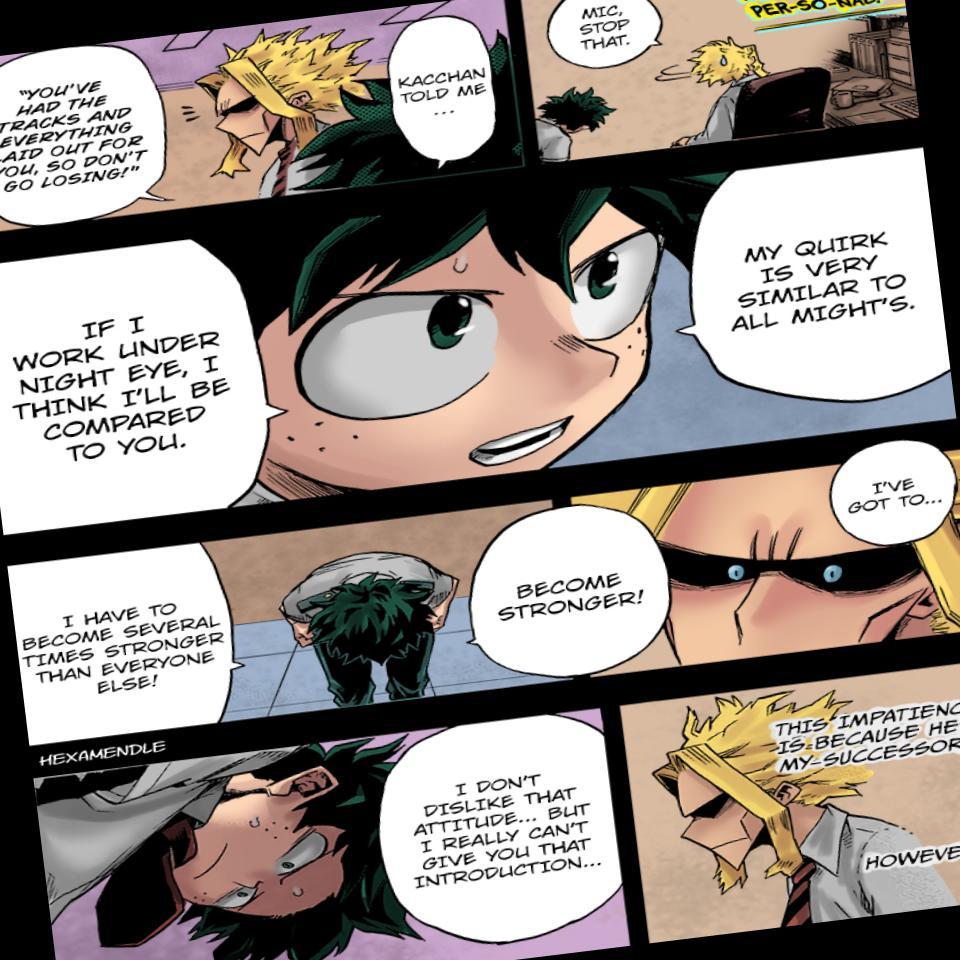 PER-SO-NAL.
MIC,
STOP
THAT.
KACCHAN
TOLD ME
...
"YOU'VE
HAD THE
TRACKS AND
EVERYTHING
LAID OUT FOR
YOU, SO DON'T
GO LOSING!"
MY QUIRK
IS VERY
SIMILAR TO
ALL MIGHT'S.
IF I
WORK UNDER
NIGHT EYE, I
THINK I'LL BE
COMPARED
TO YOU.
I'VE
GOT TO...
BECOME
STRONGER!
I HAVE TO
BECOME SEVERAL
TIMES STRONGER
THAN EVERYONE
ELSE!
THIS IMPATIENC
IS BECAUSE HE
MY SUCCESSOR
HOWEVE
I DON'T
DISLIKE THAT
ATTITUDE... BUT
I REALLY CAN'T
GIVE YOU THAT
INTRODUCTION...
HEXAMENDLE